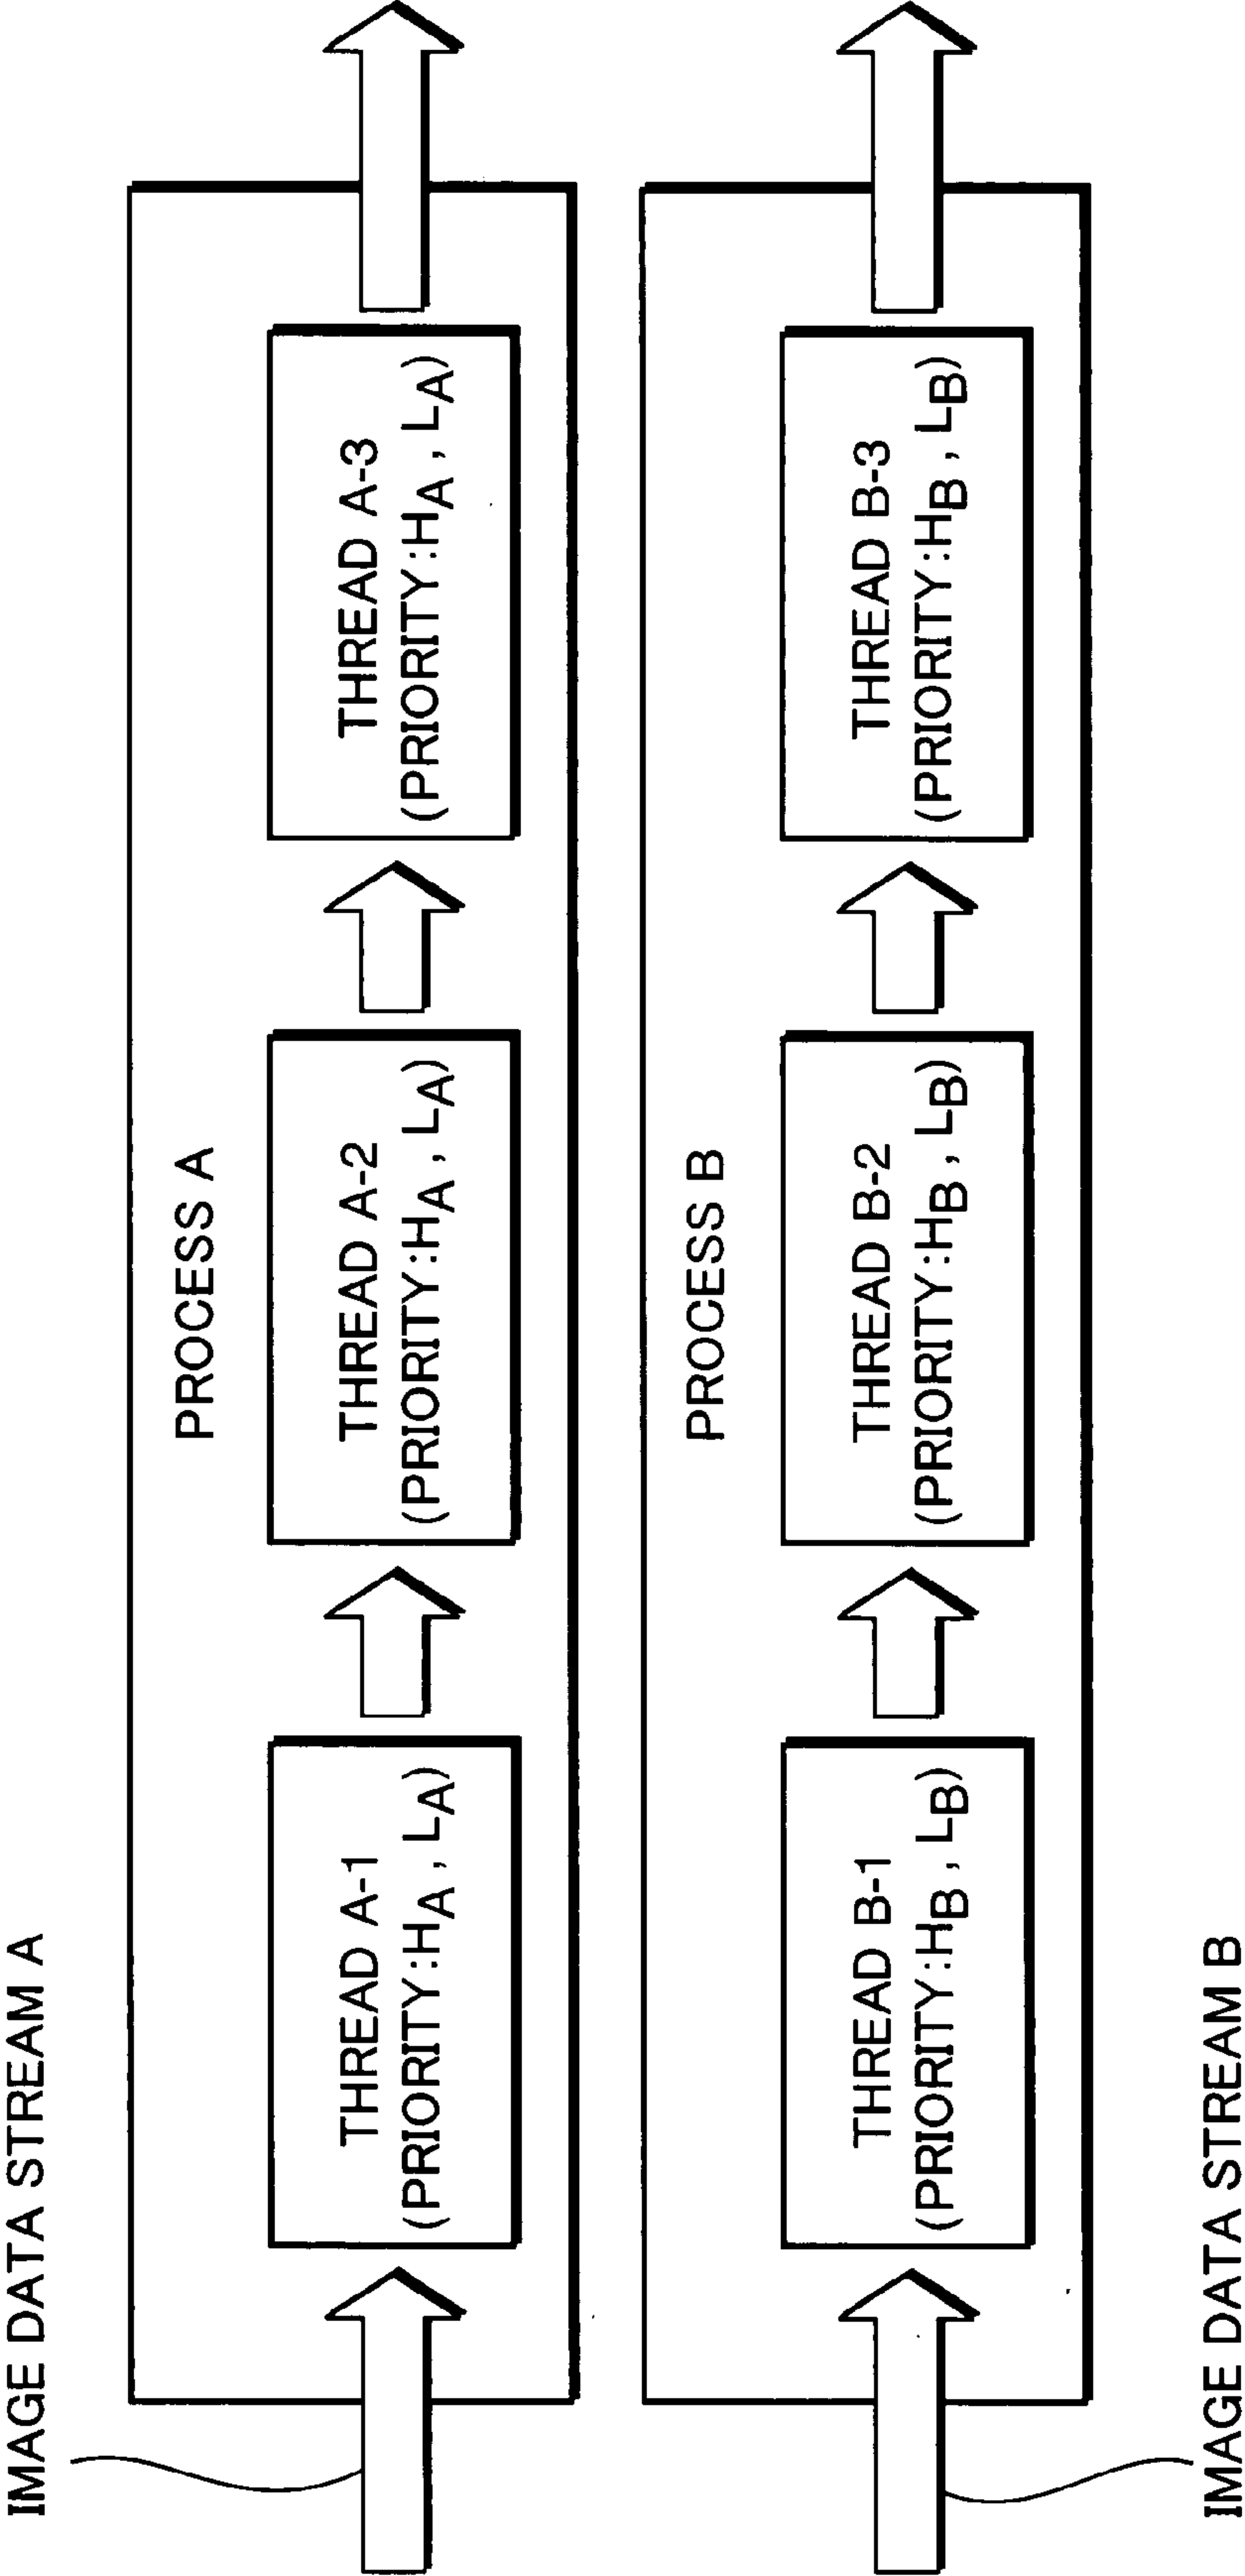 IMAGE DATA STREAM A
PROCESS A
THREAD A-1
(PRIORITY:HA, LA)
THREAD A-2
(PRIORITY:HA, LA)
THREAD A-3
(PRIORITY:HA, LA)
PROCESS B
THREAD B-1
(PRIORITY:HB, LB)
THREAD B-2
(PRIORITY:HB, LB)
THREAD B-3
(PRIORITY:HB, LB)
IMAGE DATA STREAM B